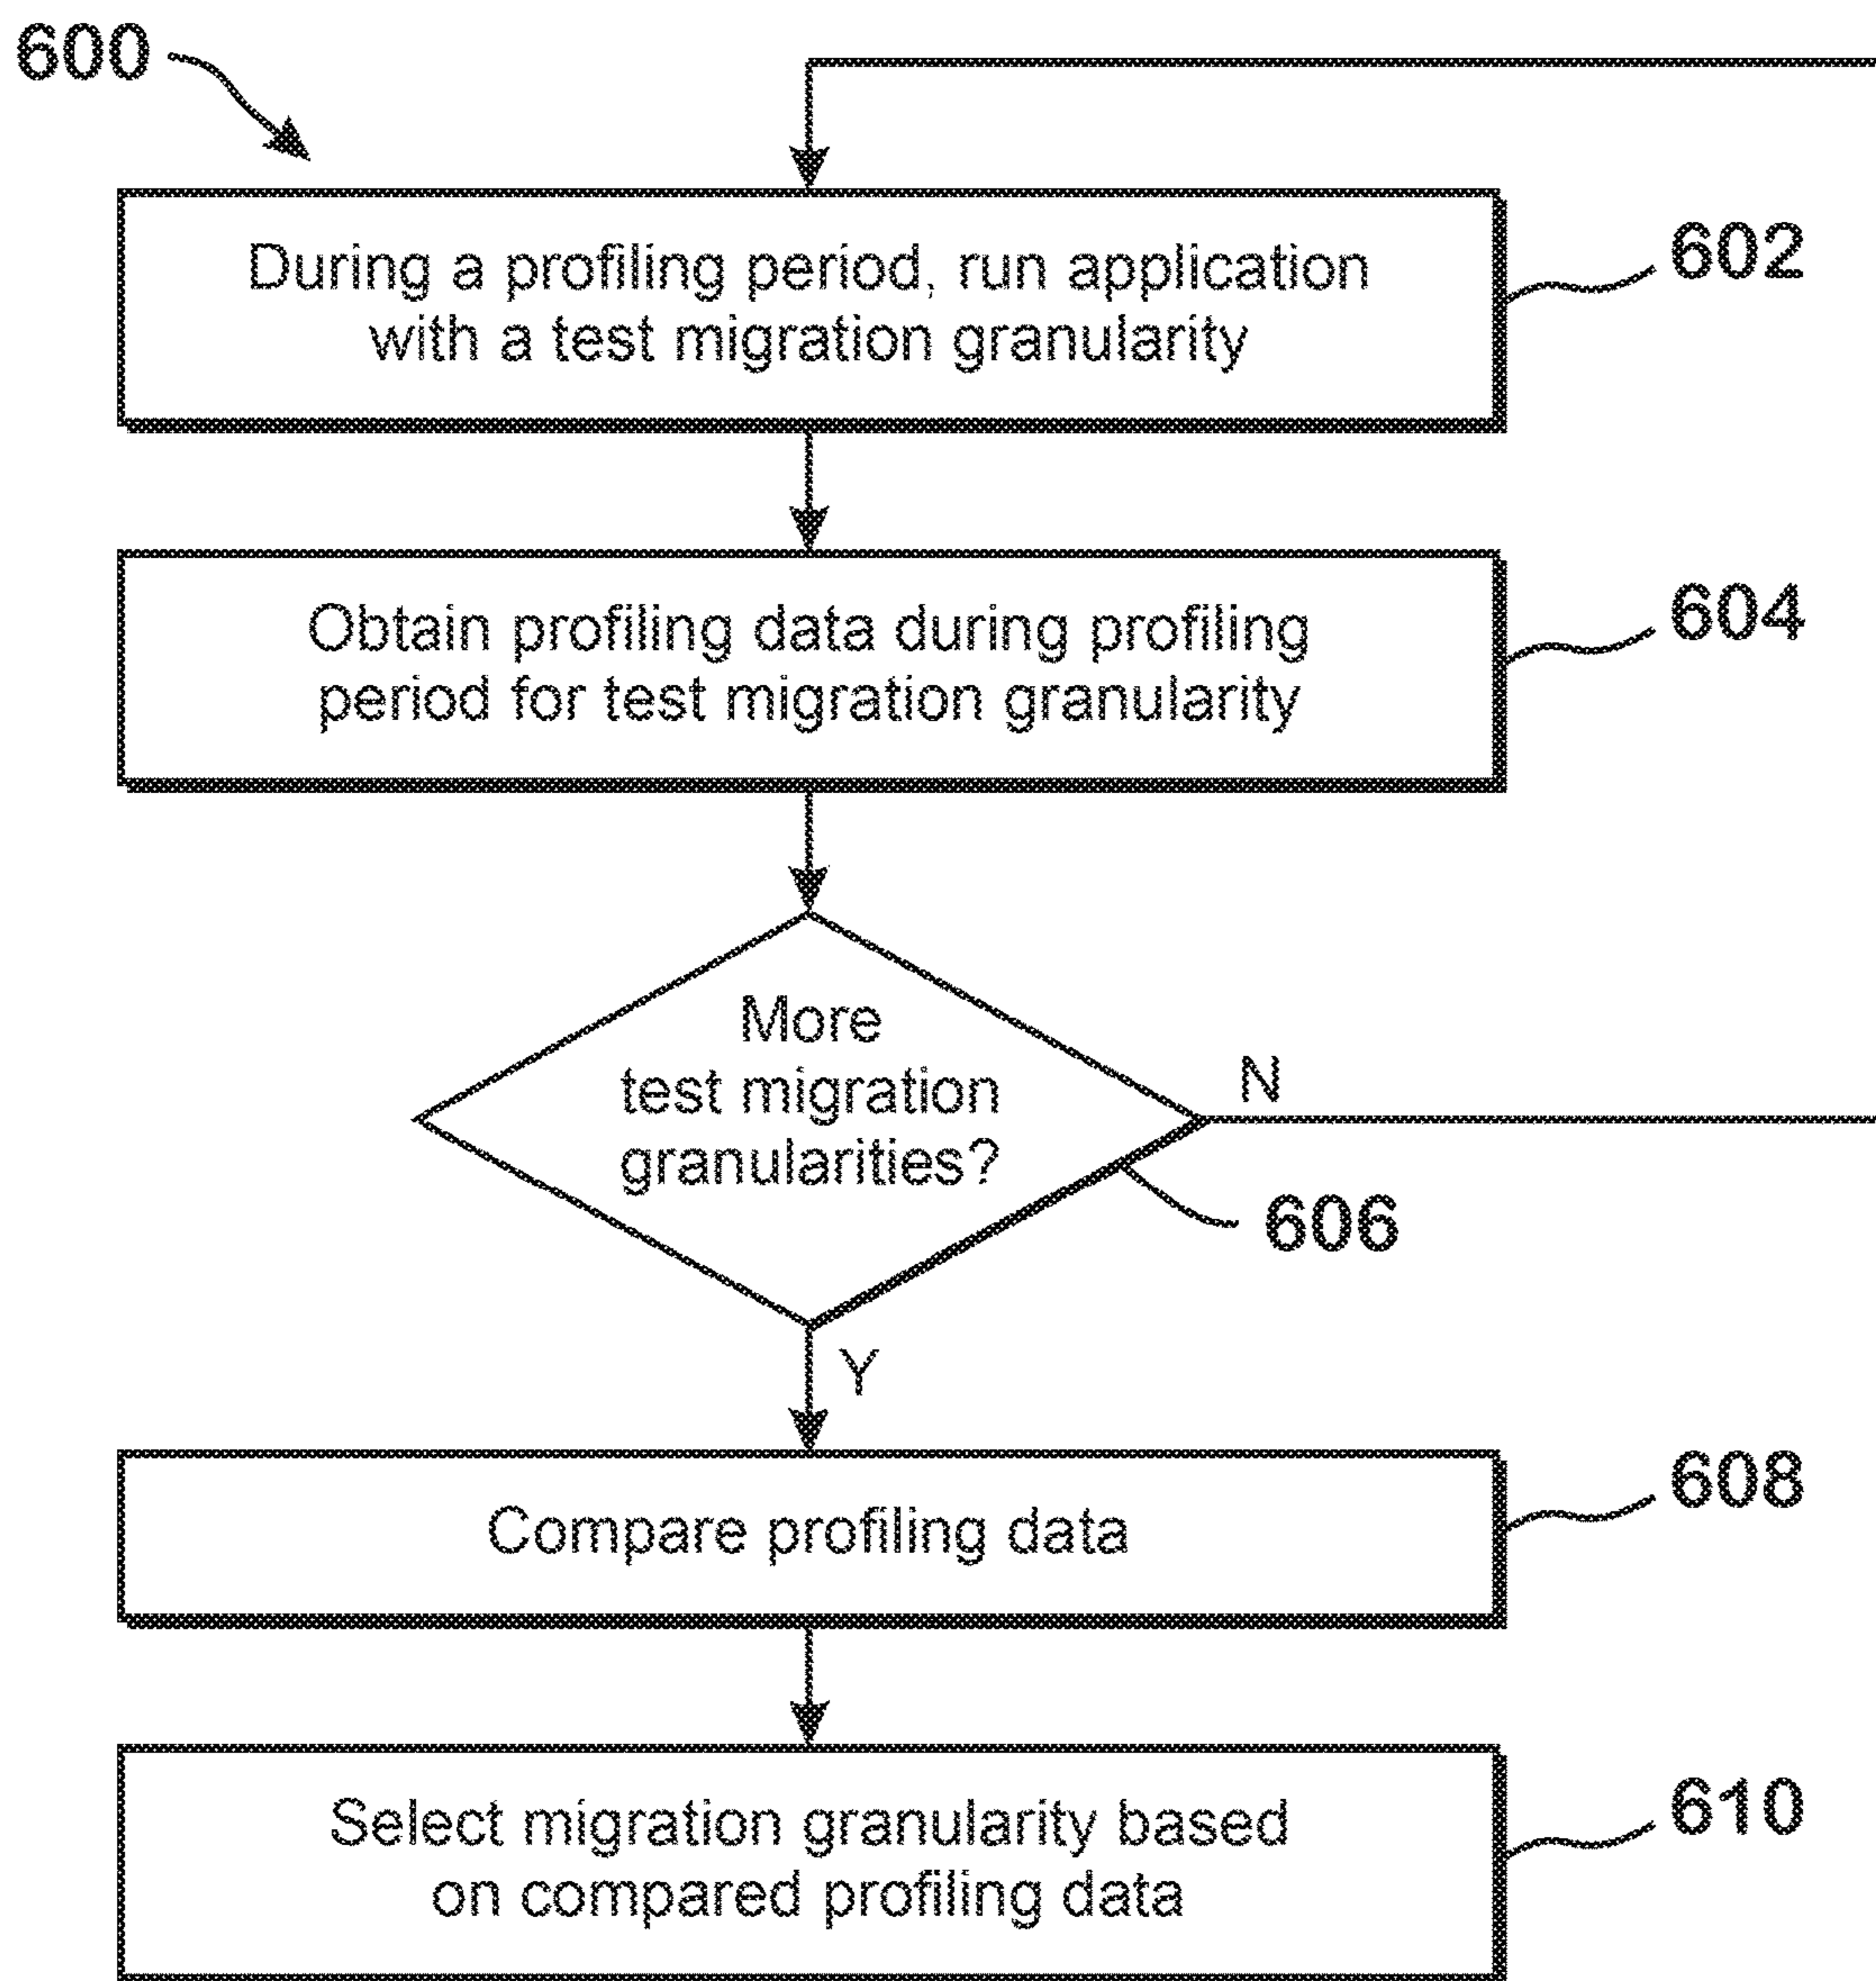 600
During a profiling period, run application
with a test migration granularity
602
Obtain profiling data during profiling
period for test migration granularity
604
More
test migration
granularities?
N
606
Y
Compare profiling data
608
Select migration granularity based
on compared profiling data
610